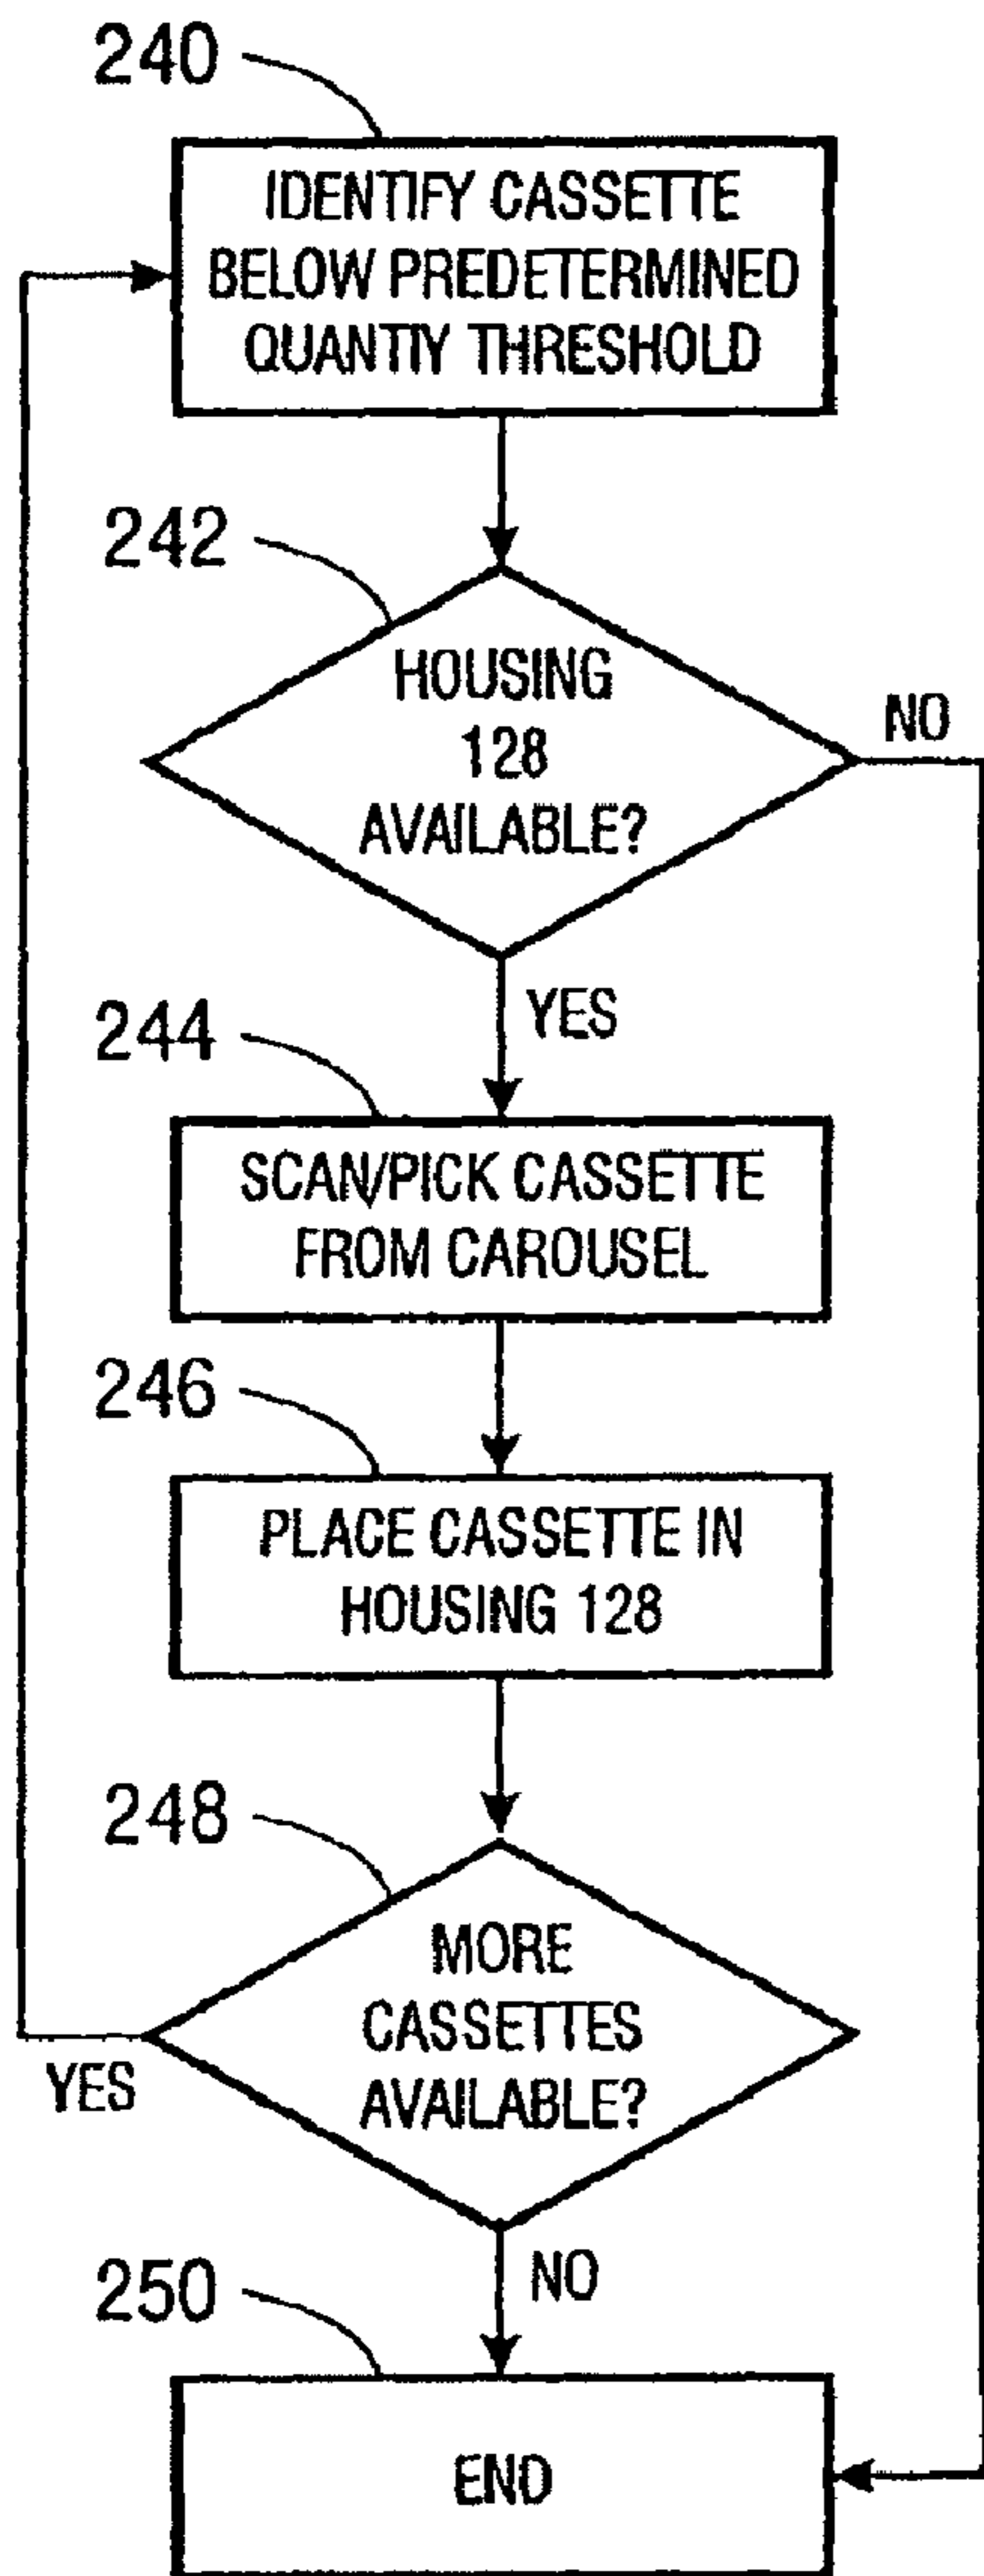 240
IDENTIFY CASSETTE
BELOW PREDETERMINED
QUANTIY THRESHOLD
242
HOUSING
128
AVAILABLE?
NO
YES
244
SCAN/PICK CASSETTE
FROM CAROUSEL
246
PLACE CASSETTE IN
HOUSING 128
248
MORE
CASSETTES
AVAILABLE?
YES
NO
250
END